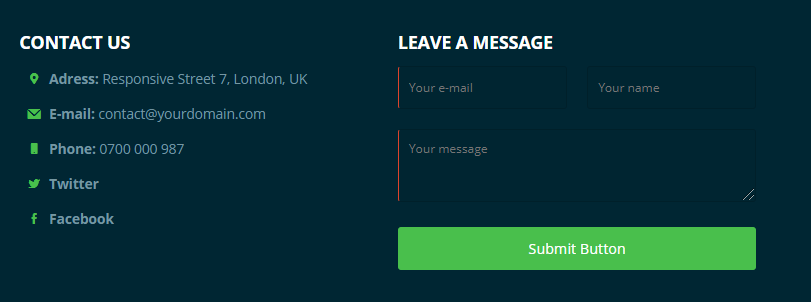 CONTACT US
Adress: Responsive Street 7, London, UK
E-mail: contact@yourdomain.com
Phone: 0700 000 987
Twitter
Facebook
LEAVE A MESSAGE
Your e-mail
Your name
Your message
Submit Button